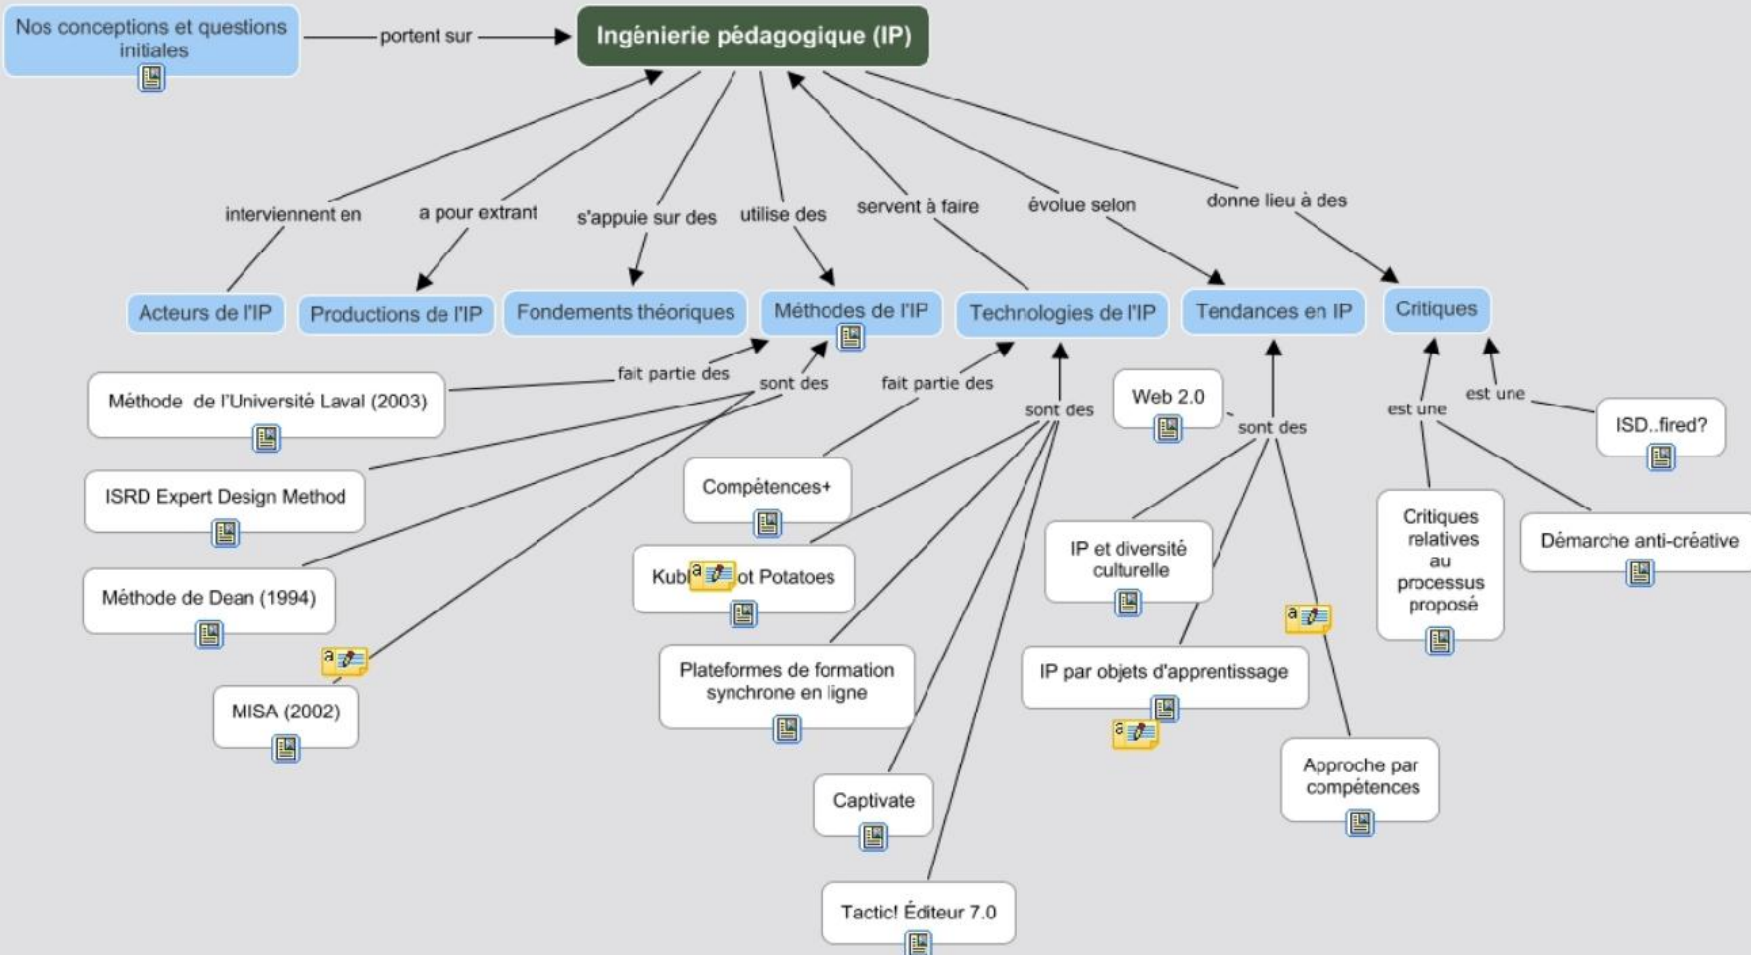 Nos conceptions et questions
initiales
portent sur
Ingénierie pédagogique (IP)
interviennent en
a pour extrant
s'appuie sur des
utilise des
servent à faire
évolue selon
donne lieu à des
Acteurs de l'IP
Productions de l'IP
Fondements théoriques
Méthodes de l'IP
Technologies de l'IP
Tendances en IP
Critiques
fait partie des
sont des
fait partie des
sont des
sont des
est une
est une
Méthode de l'Université Laval (2003)
ISRD Expert Design Method
Méthode de Dean (1994)
MISA (2002)
Compétences+
Potatoes
Plateformes de formation
synchrone en ligne
Captivate
Tactic! Éditeur 7.0
Web 2.0
IP et diversité
culturelle
IP par objets d'apprentissage
Approche par
compétences
Critiques
relatives
au
processus
proposé
Démarche anti-créative
ISD..fired?